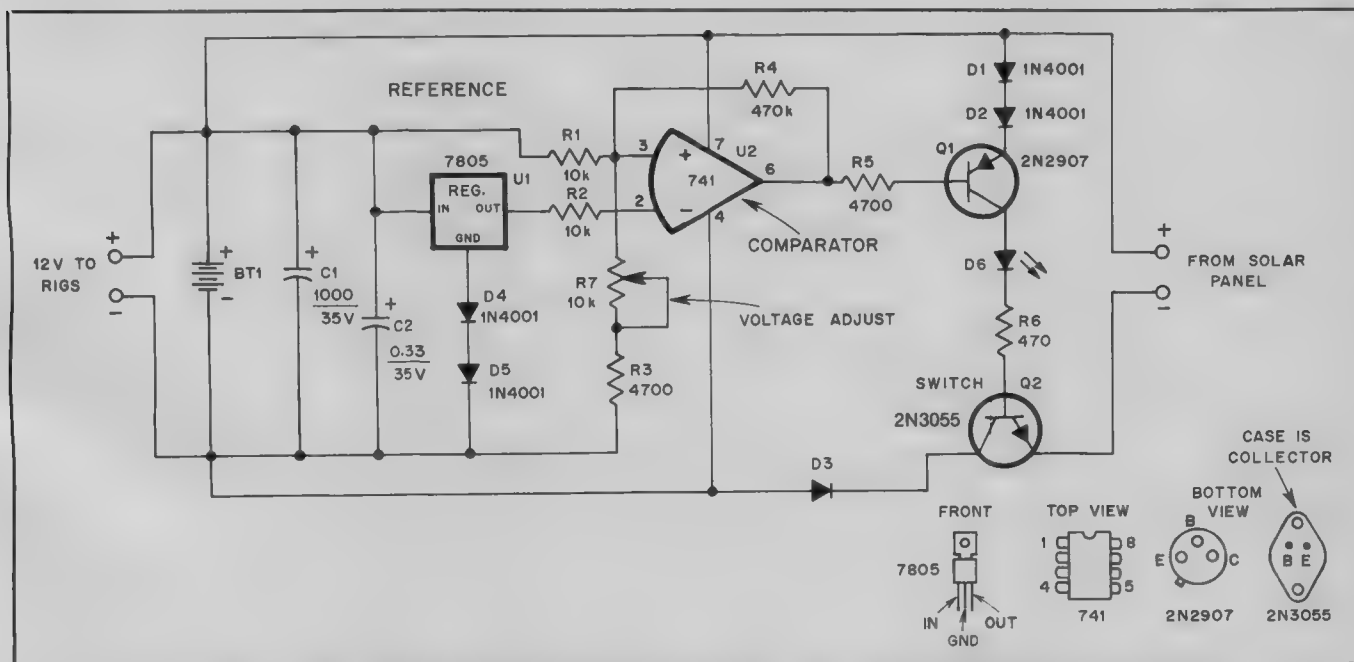 REFERENCE
R4
470k
D1
1N4001
D2
1N4001
R1
10k
3
+
7
U2
741
6
R5
4700
Q1
2N2907
7805
U1
REG.
IN
OUT
GND
R2
10k
2
−
4
COMPARATOR
+
12V TO
RIGS
−
+
BT1
−
+
C1
1000
35V
+
C2
0.33
35V
D4
1N4001
D5
1N4001
R7
10k
VOLTAGE ADJUST
R3
4700
D6
R6
470
+
FROM SOLAR
PANEL
−
SWITCH
Q2
2N3055
D3
CASE IS
COLLECTOR
FRONT
7805
IN
GND
OUT
TOP VIEW
1
8
4
5
741
BOTTOM
VIEW
B
E
C
2N2907
B E
2N3055